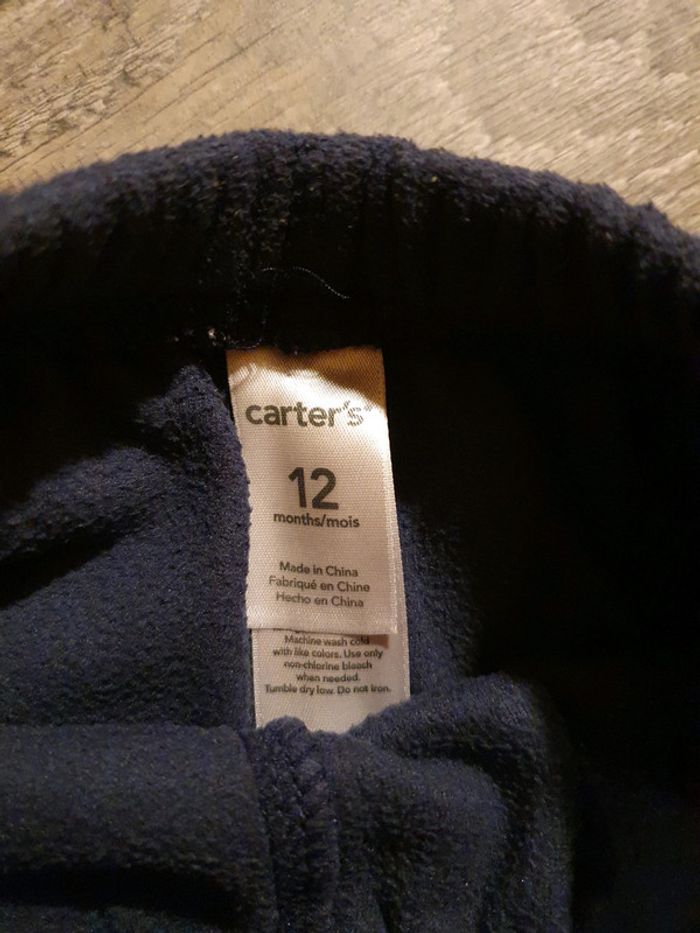 carter's
12
months/mois
Made in China
Fabriqué en Chine
Hecho en China
Machine wash cold
with like colors. Use only
non-chlorine bleach
when needed.
Tumble dry low. Do not iron.